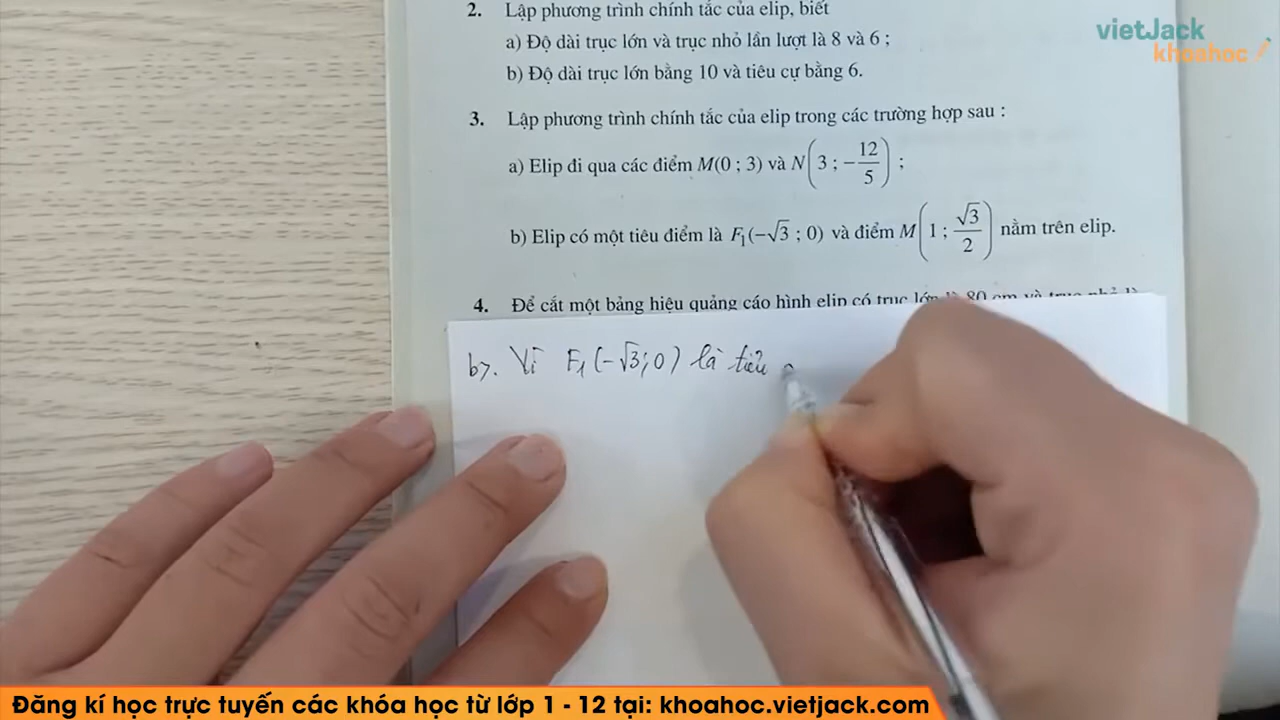 2. Lập phương trình chính tắc của elip, biết
a) Độ dài trục lớn và trục nhỏ lần lượt là 8 và 6 ;
b) Độ dài trục lớn bằng 10 và tiêu cự bằng 6.
3. Lập phương trình chính tắc của elip trong các trường hợp sau :
a) Elip đi qua các điểm M(0 ; 3) và N(3 ; −12/5) ;
b) Elip có một tiêu điểm là F₁(−√3 ; 0) và điểm M(1 ; √3/2) nằm trên elip.
4. Để cắt một bảng hiệu quảng cáo hình elip có trục lớn là 80 cm và trục nhỏ là
b). Vì F₁(−√3; 0) là tiêu
vietJack
khoahoc
Đăng kí học trực tuyến các khóa học từ lớp 1 - 12 tại: khoahoc.vietjack.com